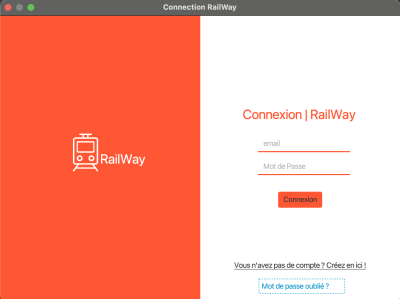 Connection RailWay
RailWay
Connexion | RailWay
email
Mot de Passe
Connexion
Vous n'avez pas de compte ? Créez en ici !
Mot de passe oublié ?